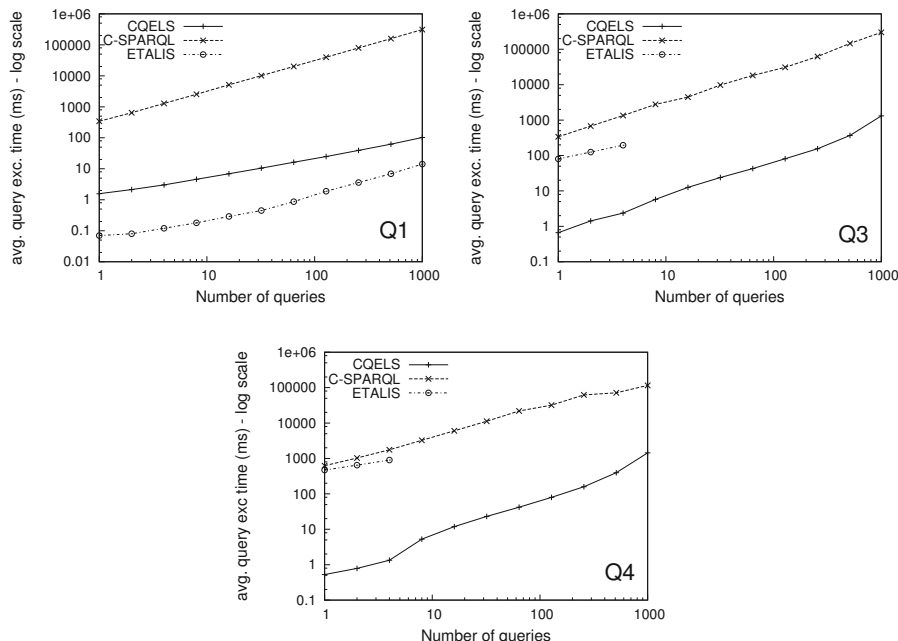 avg. query exc. time (ms) - log scale
1e+06
100000
10000
1000
100
10
1
0.1
0.01
CQELS
C-SPARQL
ETALIS
Q1
1 10 100 1000
Number of queries
avg. query exc. time (ms) - log scale
1e+06
100000
10000
1000
100
10
1
0.1
CQELS
C-SPARQL
ETALIS
Q3
1 10 100 1000
Number of queries
avg. query exc time (ms) - log scale
1e+06
100000
10000
1000
100
10
1
0.1
CQELS
C-SPARQL
ETALIS
Q4
1 10 100 1000
Number of queries